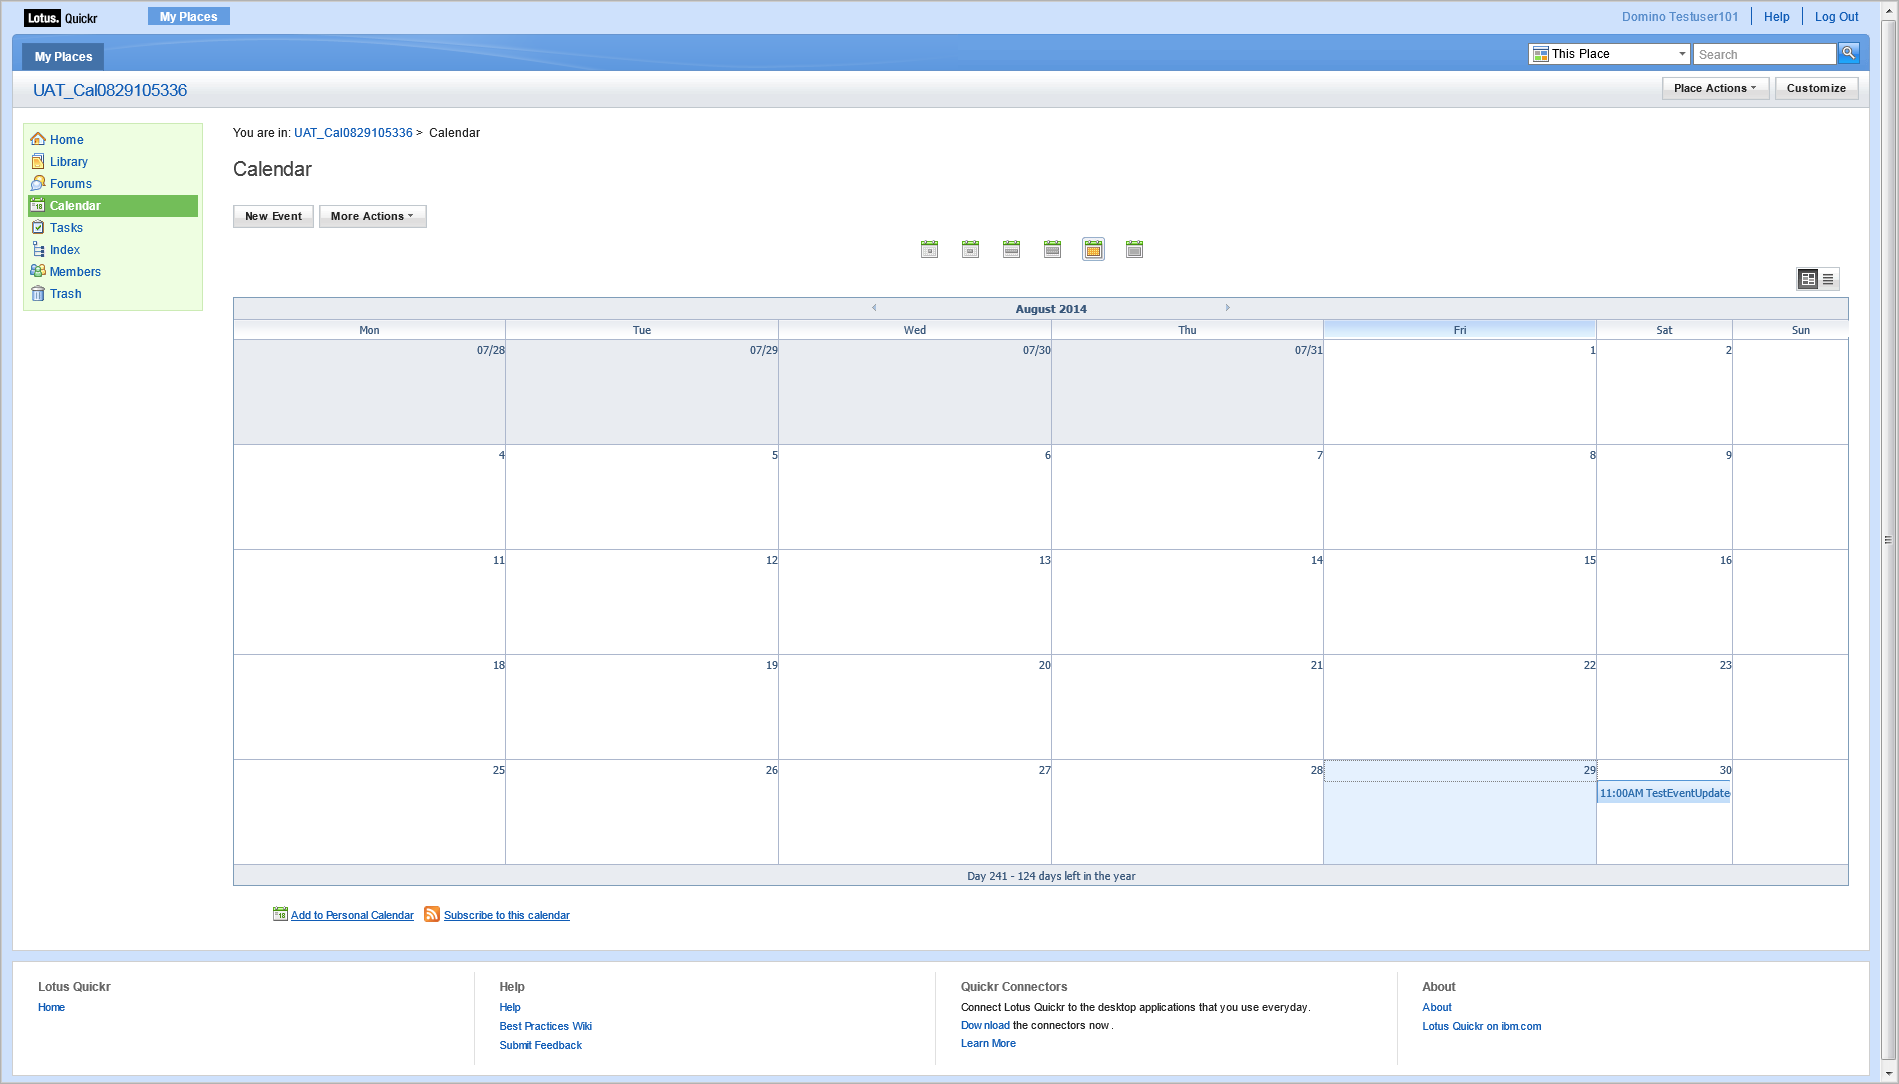 Lotus. Quickr
My Places
Domino Testuser101
Help
Log Out
My Places
This Place
Search
UAT_Cal0829105336
Place Actions
Customize
Home
Library
Forums
Calendar
Tasks
Index
Members
Trash
You are in: UAT_Cal0829105336 > Calendar
Calendar
New Event
More Actions
August 2014
Mon Tue Wed Thu Fri Sat Sun
07/28 07/29 07/30 07/31 1 2
4 5 6 7 8 9
11 12 13 14 15 16
18 19 20 21 22 23
25 26 27 28 29 30
11:00AM TestEventUpdate
Day 241 - 124 days left in the year
Add to Personal Calendar
Subscribe to this calendar
Lotus Quickr
Home
Help
Help
Best Practices Wiki
Submit Feedback
Quickr Connectors
Connect Lotus Quickr to the desktop applications that you use everyday.
Download the connectors now.
Learn More
About
About
Lotus Quickr on ibm.com